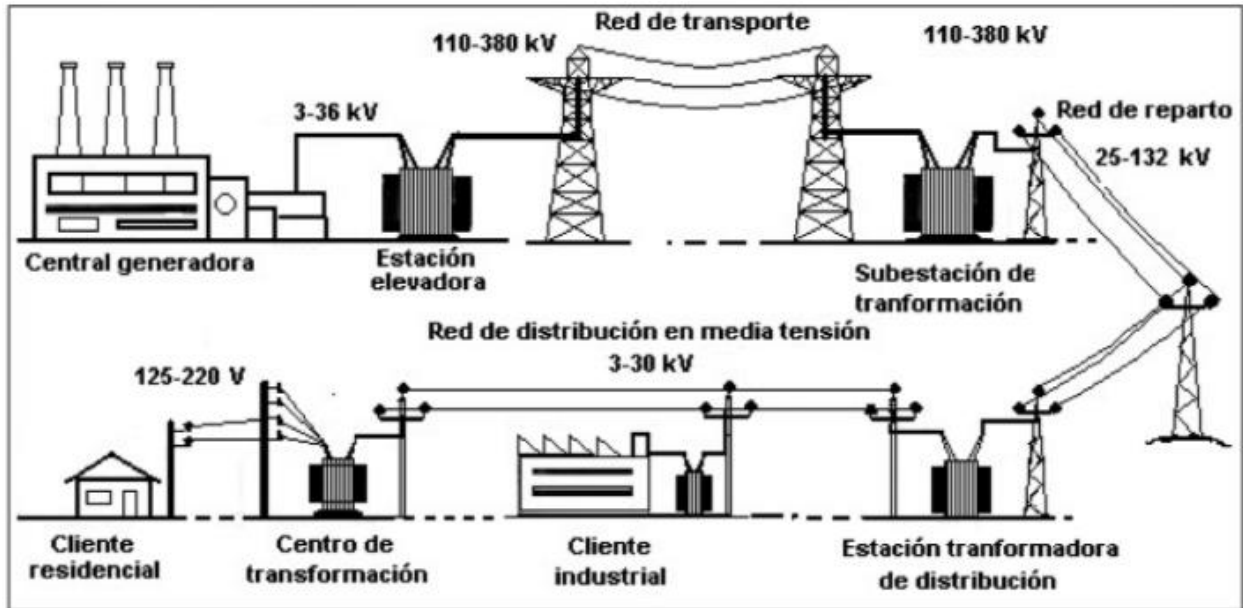 Red de transporte
110-380 kV
110-380 kV
3-36 kV
Red de reparto
25-132 kV
Central generadora
Estación
elevadora
Subestación de
tranformación
Red de distribución en media tensión
3-30 kV
125-220 V
Cliente
residencial
Centro de
transformación
Cliente
industrial
Estación tranformadora
de distribución